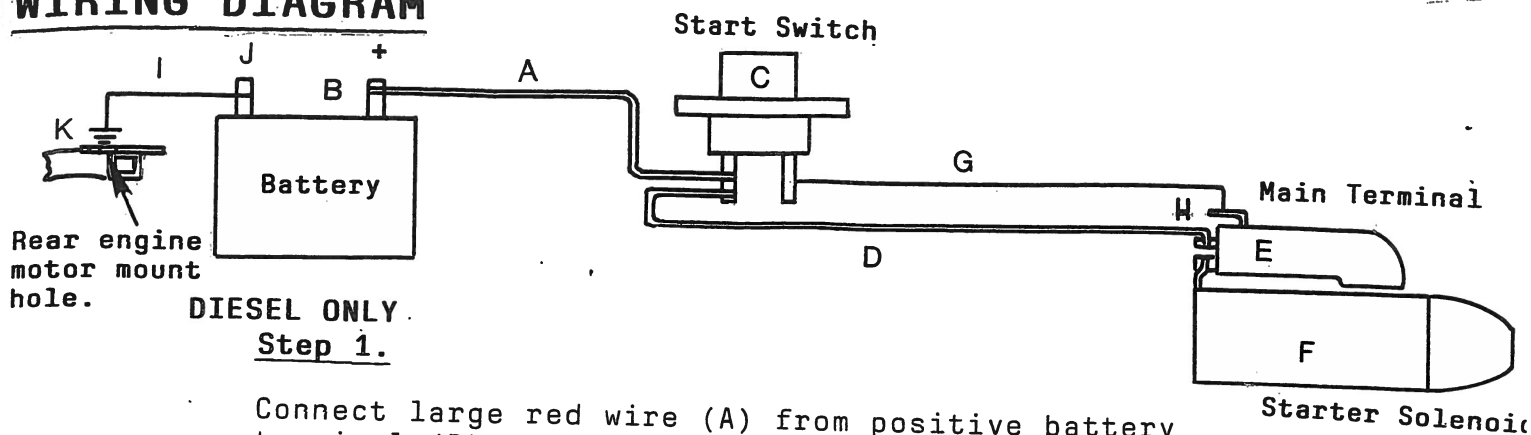 WIRING DIAGRAM
Start Switch
I
J
+
B
A
C
K
Battery
G
H
Main Terminal
E
D
F
Rear engine
motor mount
hole.
DIESEL ONLY
Step 1.
Connect large red wire (A) from positive battery
Starter Solenoid